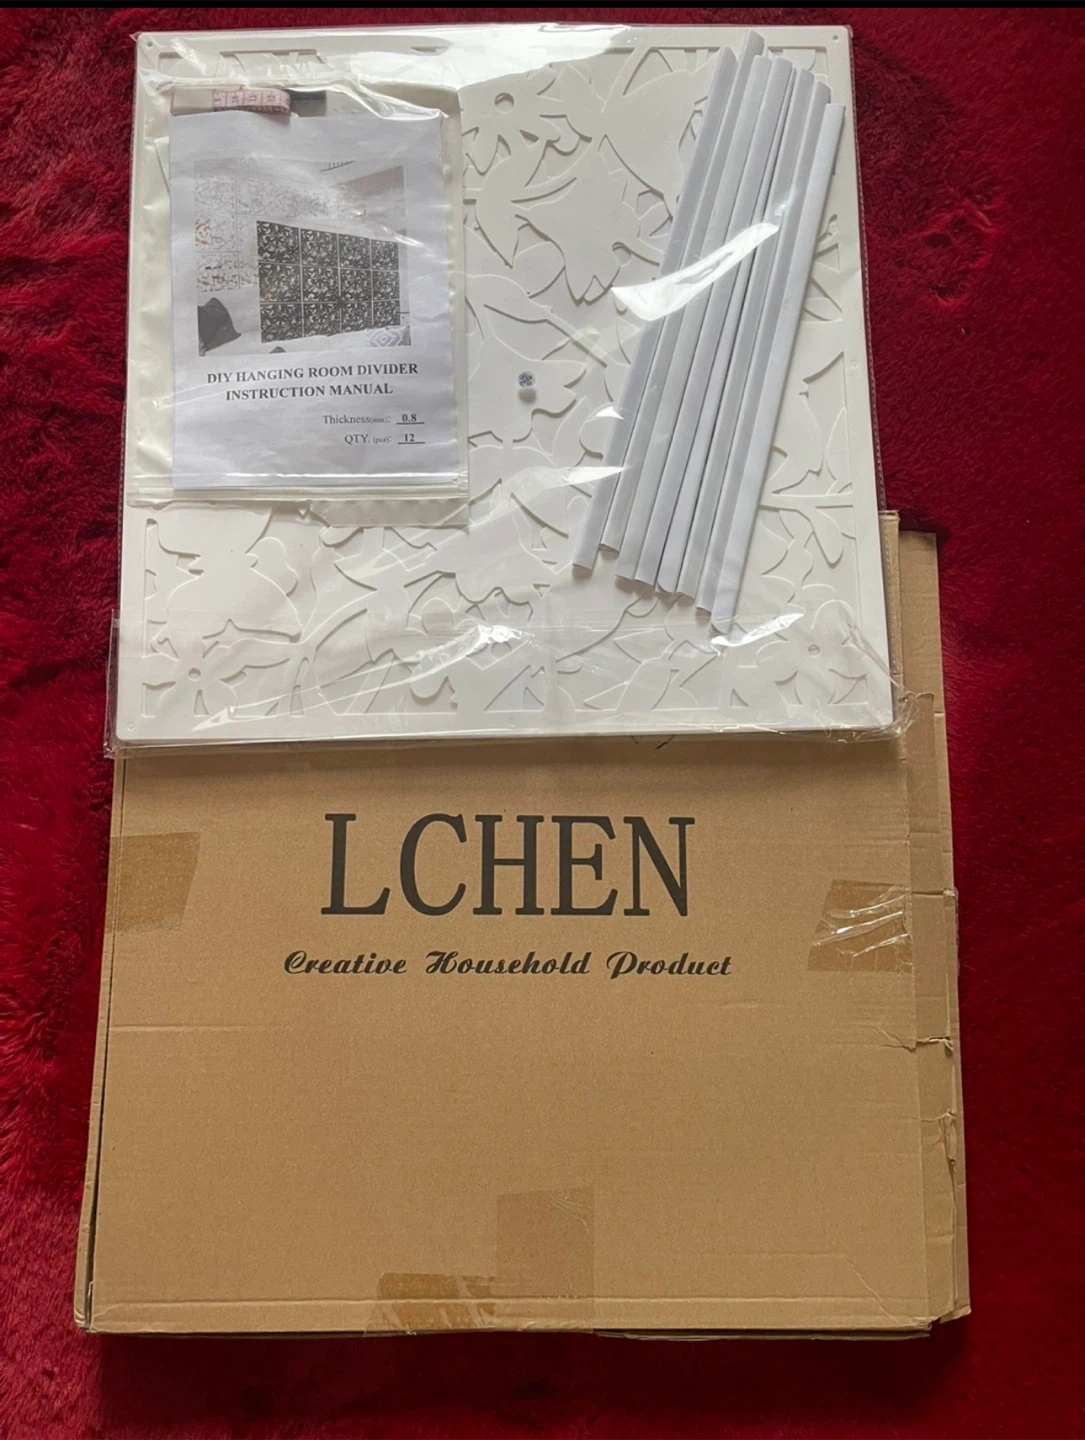 DIY HANGING ROOM DIVIDER
INSTRUCTION MANUAL
Thickness(mm): 0.8
QTY. (pcs): 12
LCHEN
Creative Household Product